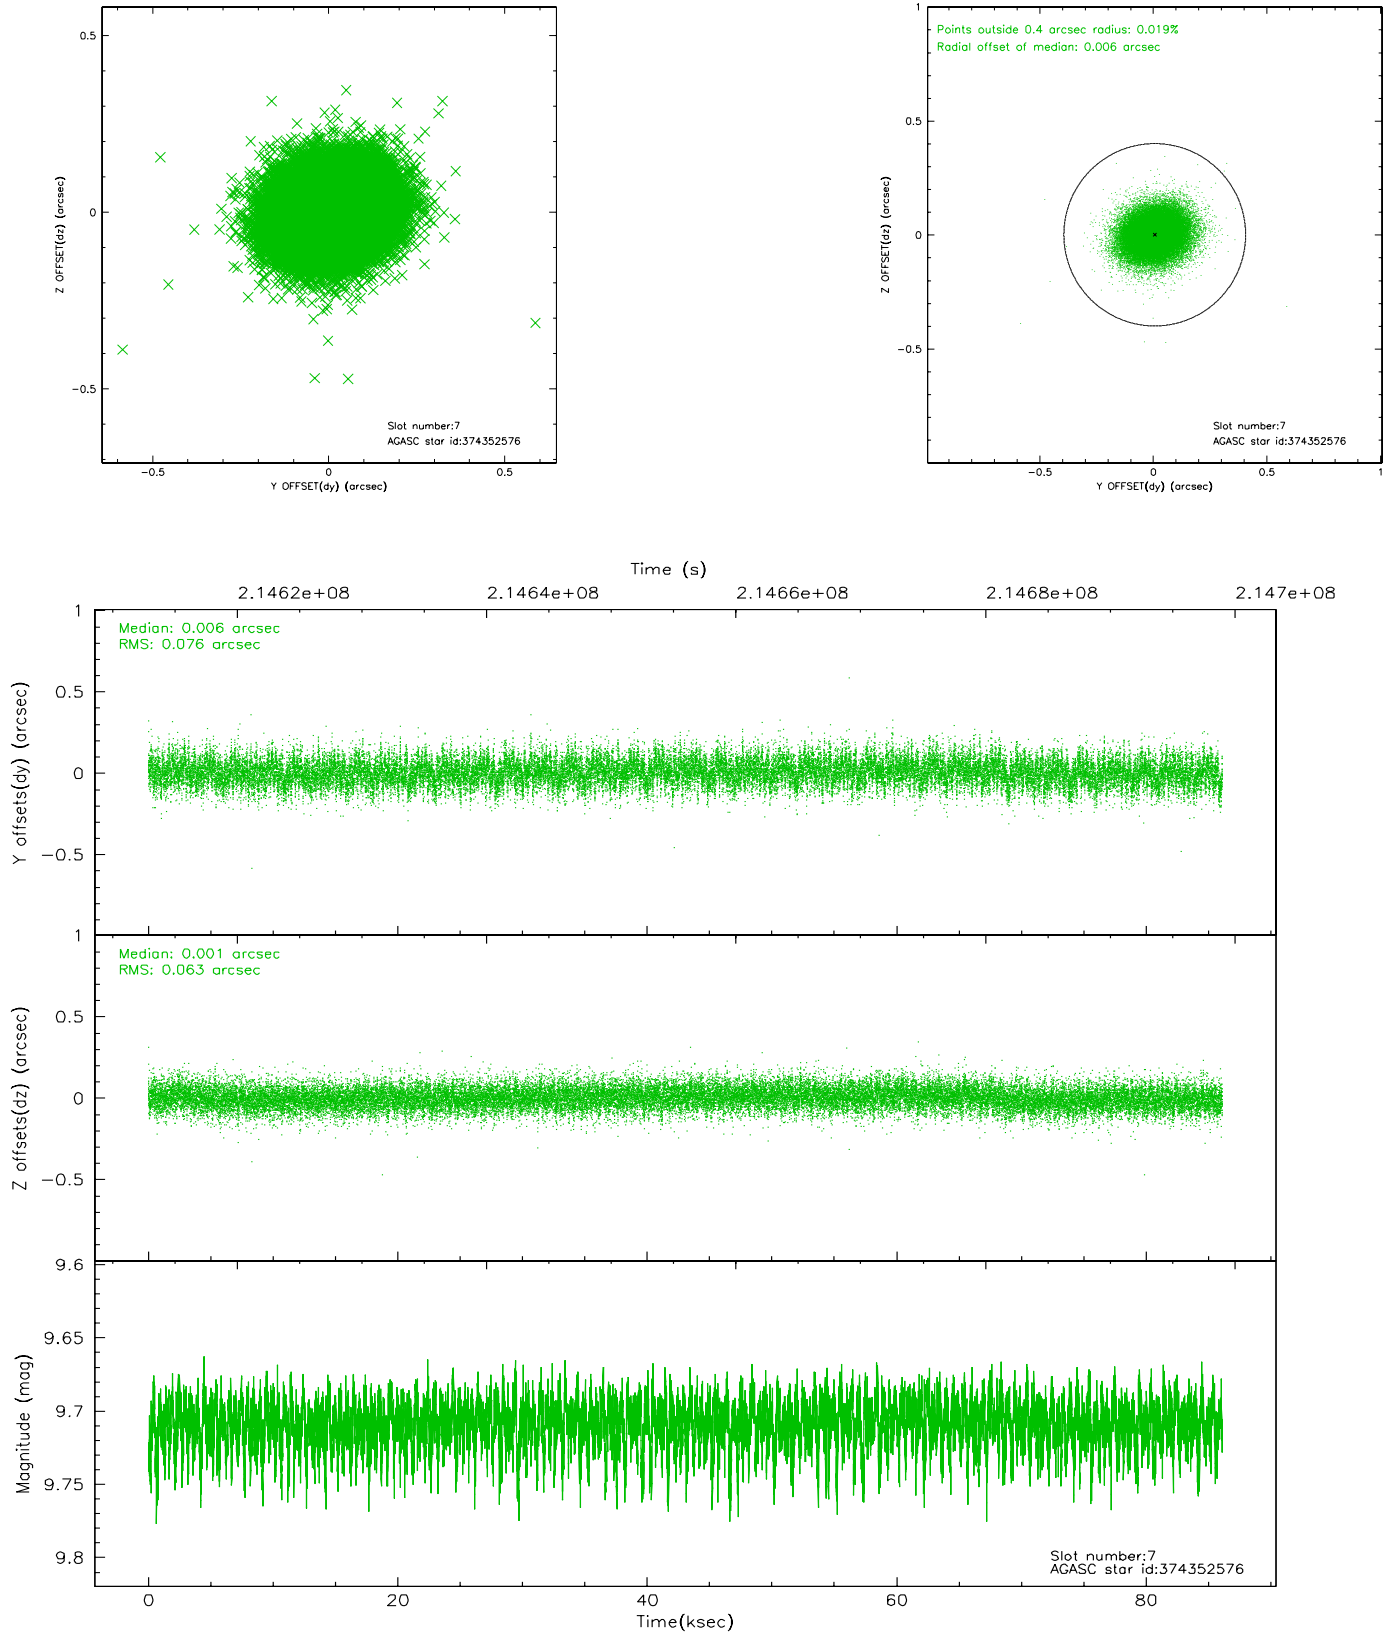 0.5
0
−0.5
Z OFFSET(dz) (arcsec)
Slot number:7
AGASC star id:374352576
−0.5
0
0.5
Y OFFSET(dy) (arcsec)
1
0.5
0
−0.5
Z OFFSET(dz) (arcsec)
Points outside 0.4 arcsec radius: 0.019%
Radial offset of median: 0.006 arcsec
Slot number:7
AGASC star id:374352576
−0.5
0
0.5
1
Y OFFSET(dy) (arcsec)
Time (s)
2.1462e+08
2.1464e+08
2.1466e+08
2.1468e+08
2.147e+08
1
0.5
0
−0.5
Y offsets(dy) (arcsec)
Median: 0.006 arcsec
RMS: 0.076 arcsec
1
0.5
0
−0.5
Z offsets(dz) (arcsec)
Median: 0.001 arcsec
RMS: 0.063 arcsec
9.6
9.65
9.7
9.75
9.8
Magnitude (mag)
Slot number:7
AGASC star id:374352576
0
20
40
60
80
Time(ksec)